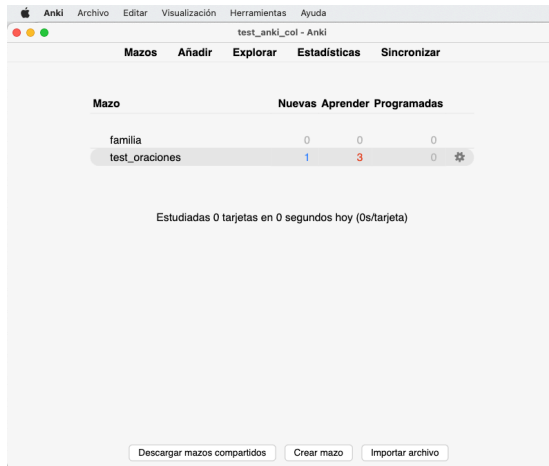 Anki Archivo Editar Visualización Herramientas Ayuda
test_anki_col - Anki
Mazos Añadir Explorar Estadísticas Sincronizar
Mazo Nuevas Aprender Programadas
familia 0 0 0
test_oraciones 1 3 0
Estudiadas 0 tarjetas en 0 segundos hoy (0s/tarjeta)
Descargar mazos compartidos Crear mazo Importar archivo